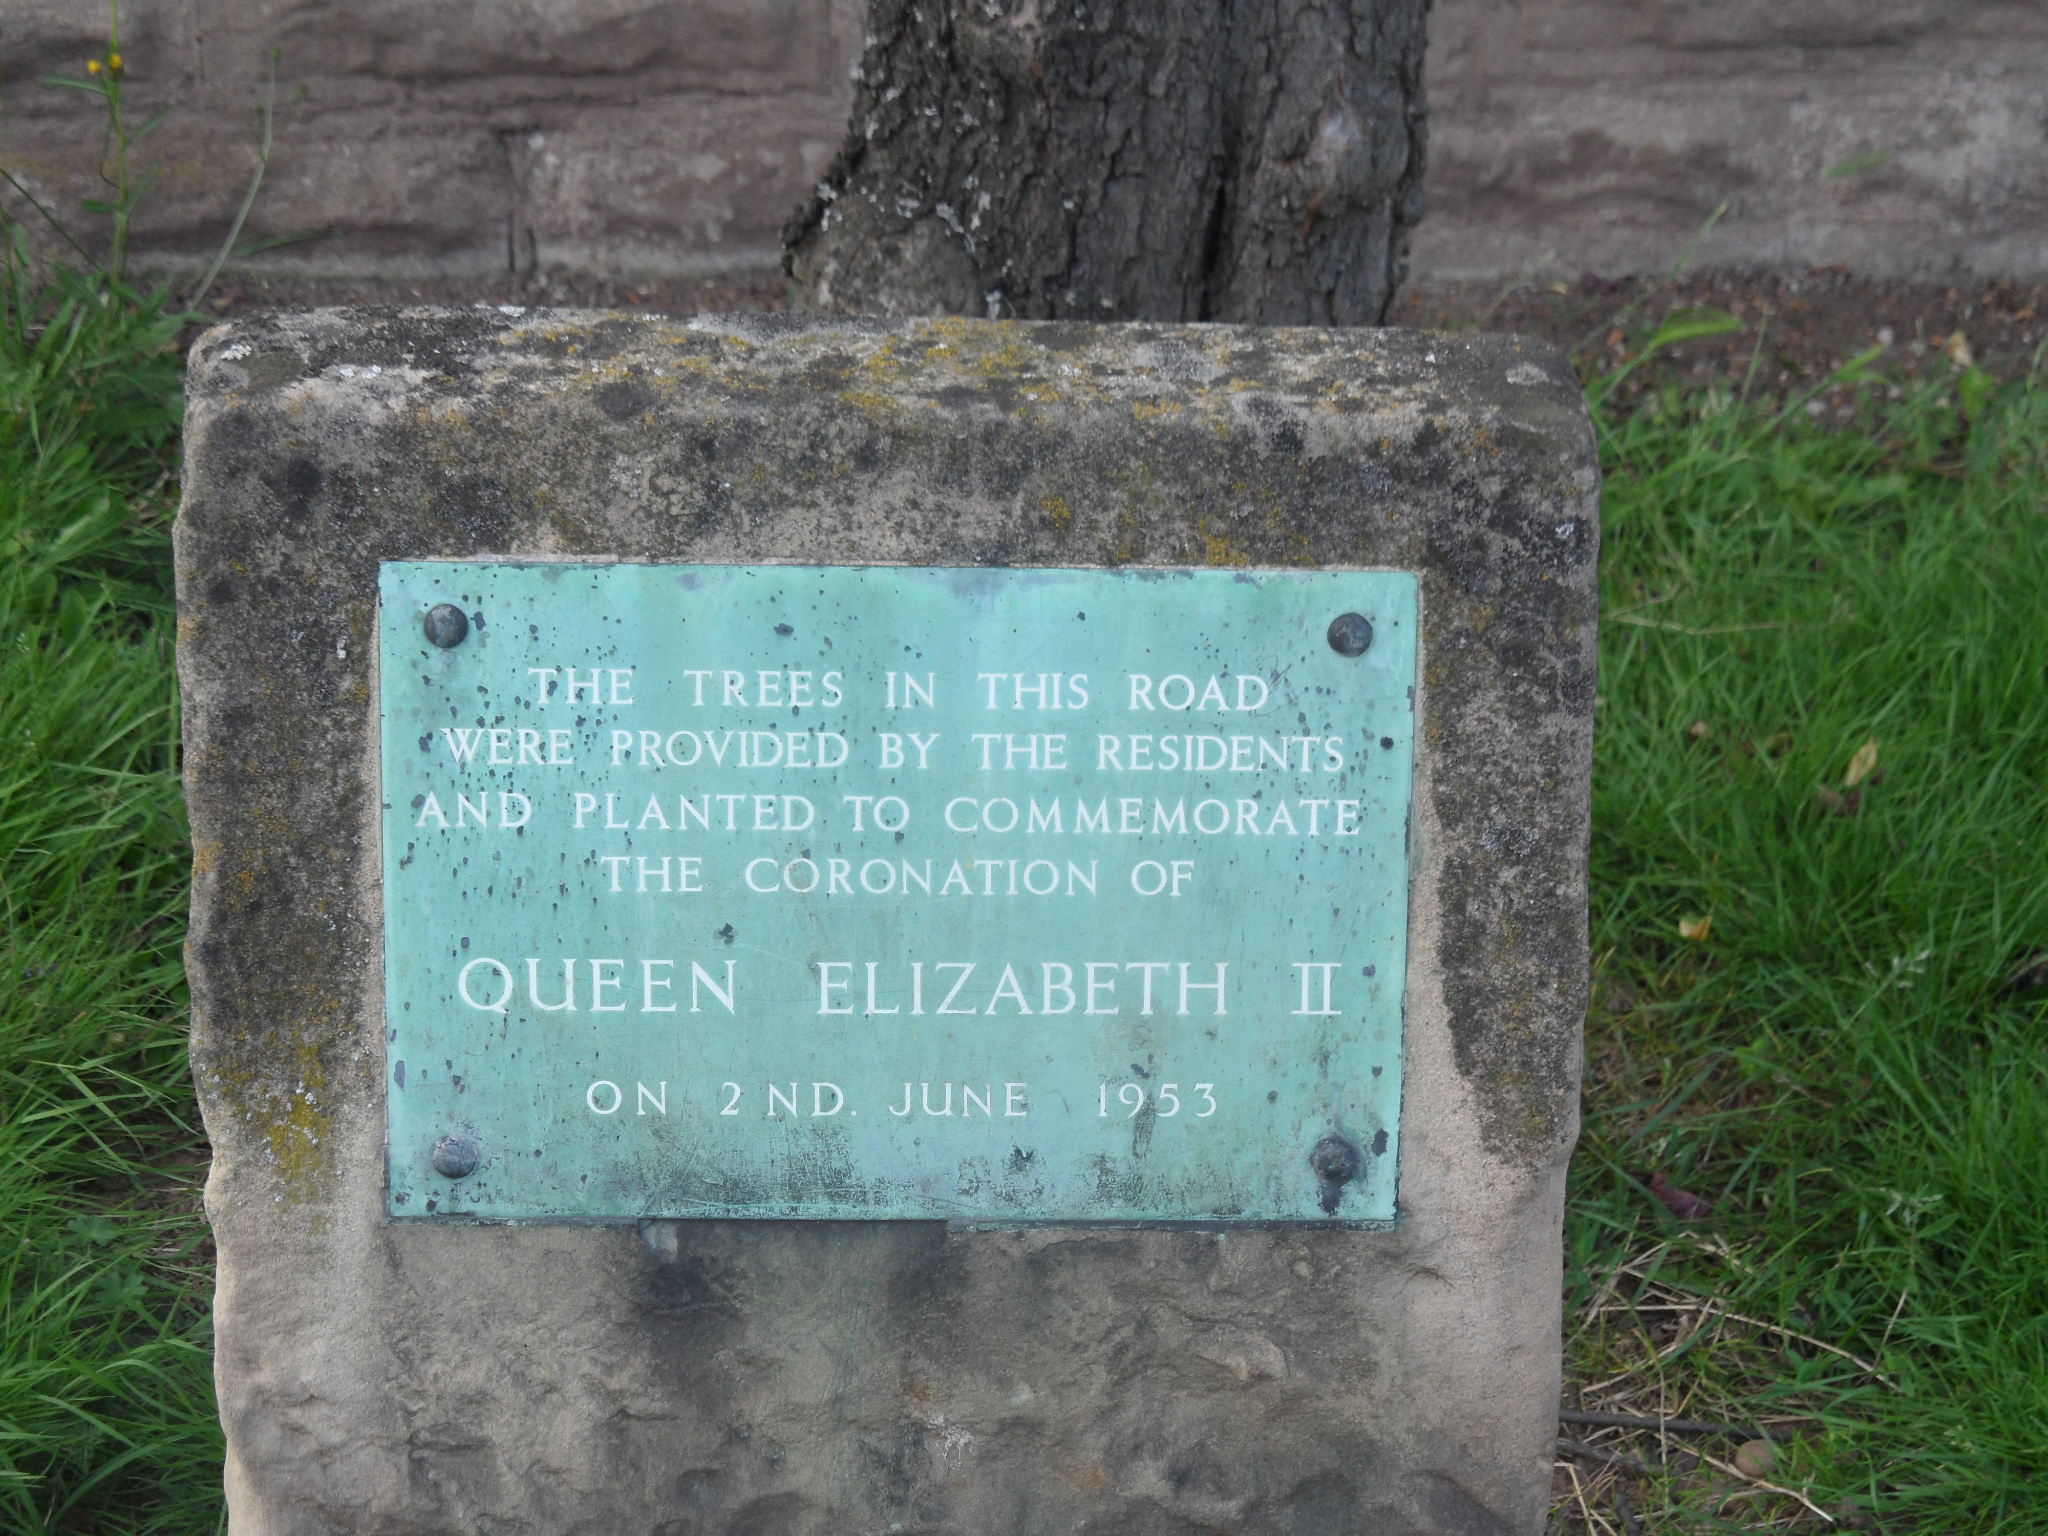 THE TREES IN THIS ROAD
WERE PROVIDED BY THE RESIDENTS
AND PLANTED TO COMMEMORATE
THE CORONATION OF
QUEEN ELIZABETH II
ON 2ND. JUNE 1953